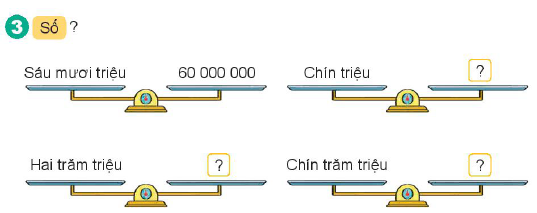 3 Số ?
Sáu mươi triệu 60 000 000 Chín triệu ?
Hai trăm triệu ? Chín trăm triệu ?